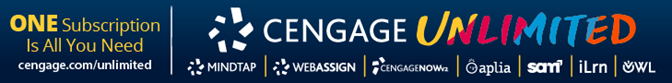 ONE Subscription
Is All You Need
cengage.com/unlimited
CENGAGE UNLIMITED
MINDTAP | WEBASSIGN | CENGAGENOWv2 | aplia | sam | iLrn | OWL